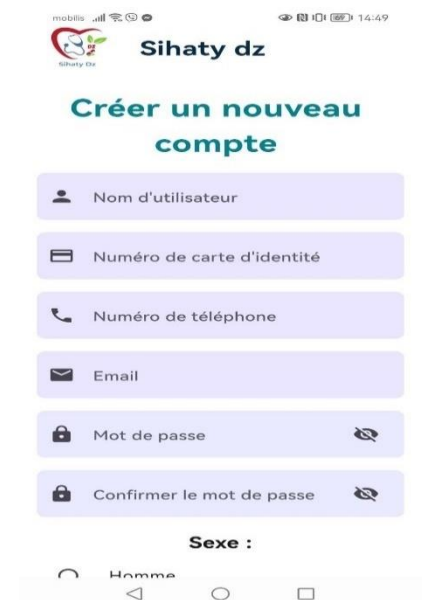 mobilis 14:49
Sihaty dz
Sihaty Dz
Créer un nouveau
compte
Nom d'utilisateur
Numéro de carte d'identité
Numéro de téléphone
Email
Mot de passe
Confirmer le mot de passe
Sexe :
Homme